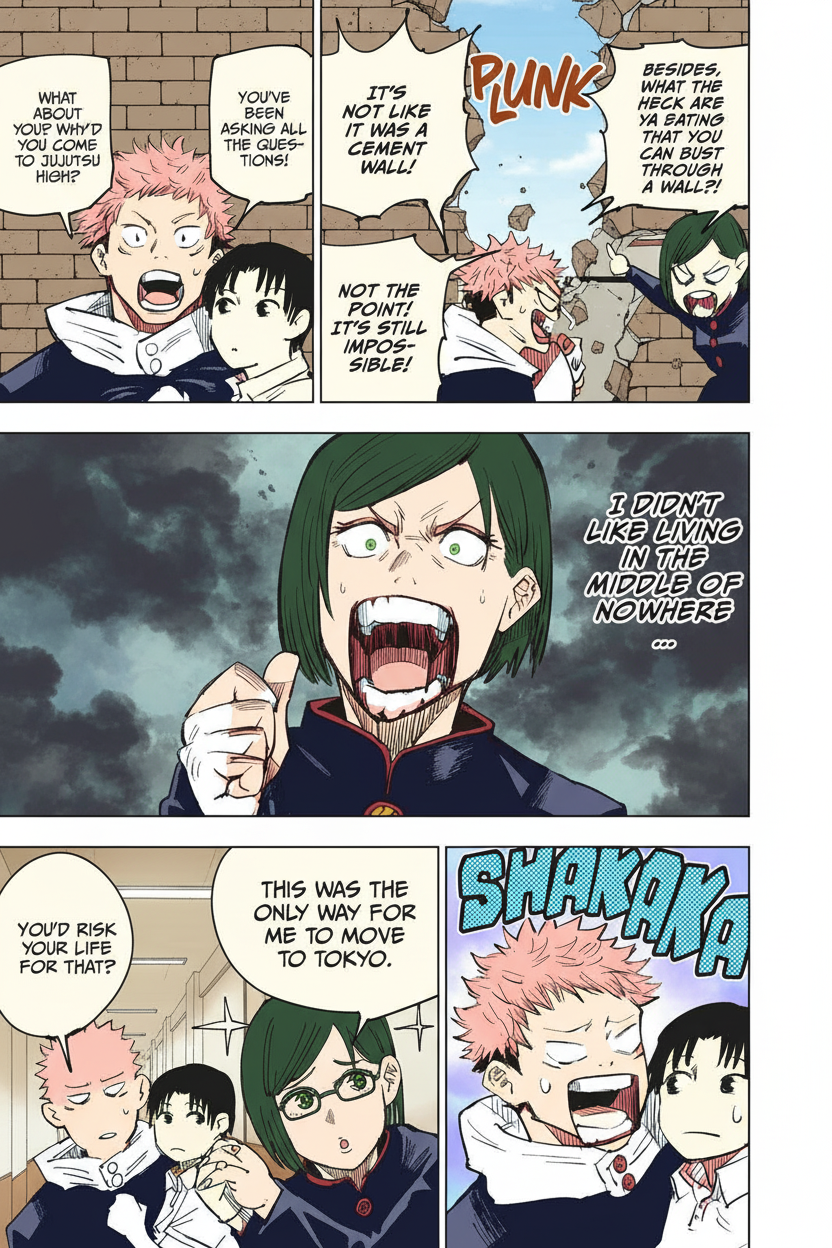 BESIDES,
WHAT THE
HECK ARE
YA EATING
THAT YOU
CAN BUST
THROUGH
A WALL?!
PLUNK
IT'S
NOT LIKE
IT WAS A
CEMENT
WALL!
NOT THE
POINT!
IT'S STILL
IMPOS-
SIBLE!
YOU'VE
BEEN
ASKING ALL
THE QUES-
TIONS!
WHAT
ABOUT
YOU? WHY'D
YOU COME
TO JUJUTSU
HIGH?
I DIDN'T
LIKE LIVING
IN THE
MIDDLE OF
NOWHERE
...
SHAKAKA
THIS WAS THE
ONLY WAY FOR
ME TO MOVE
TO TOKYO.
YOU'D RISK
YOUR LIFE
FOR THAT?